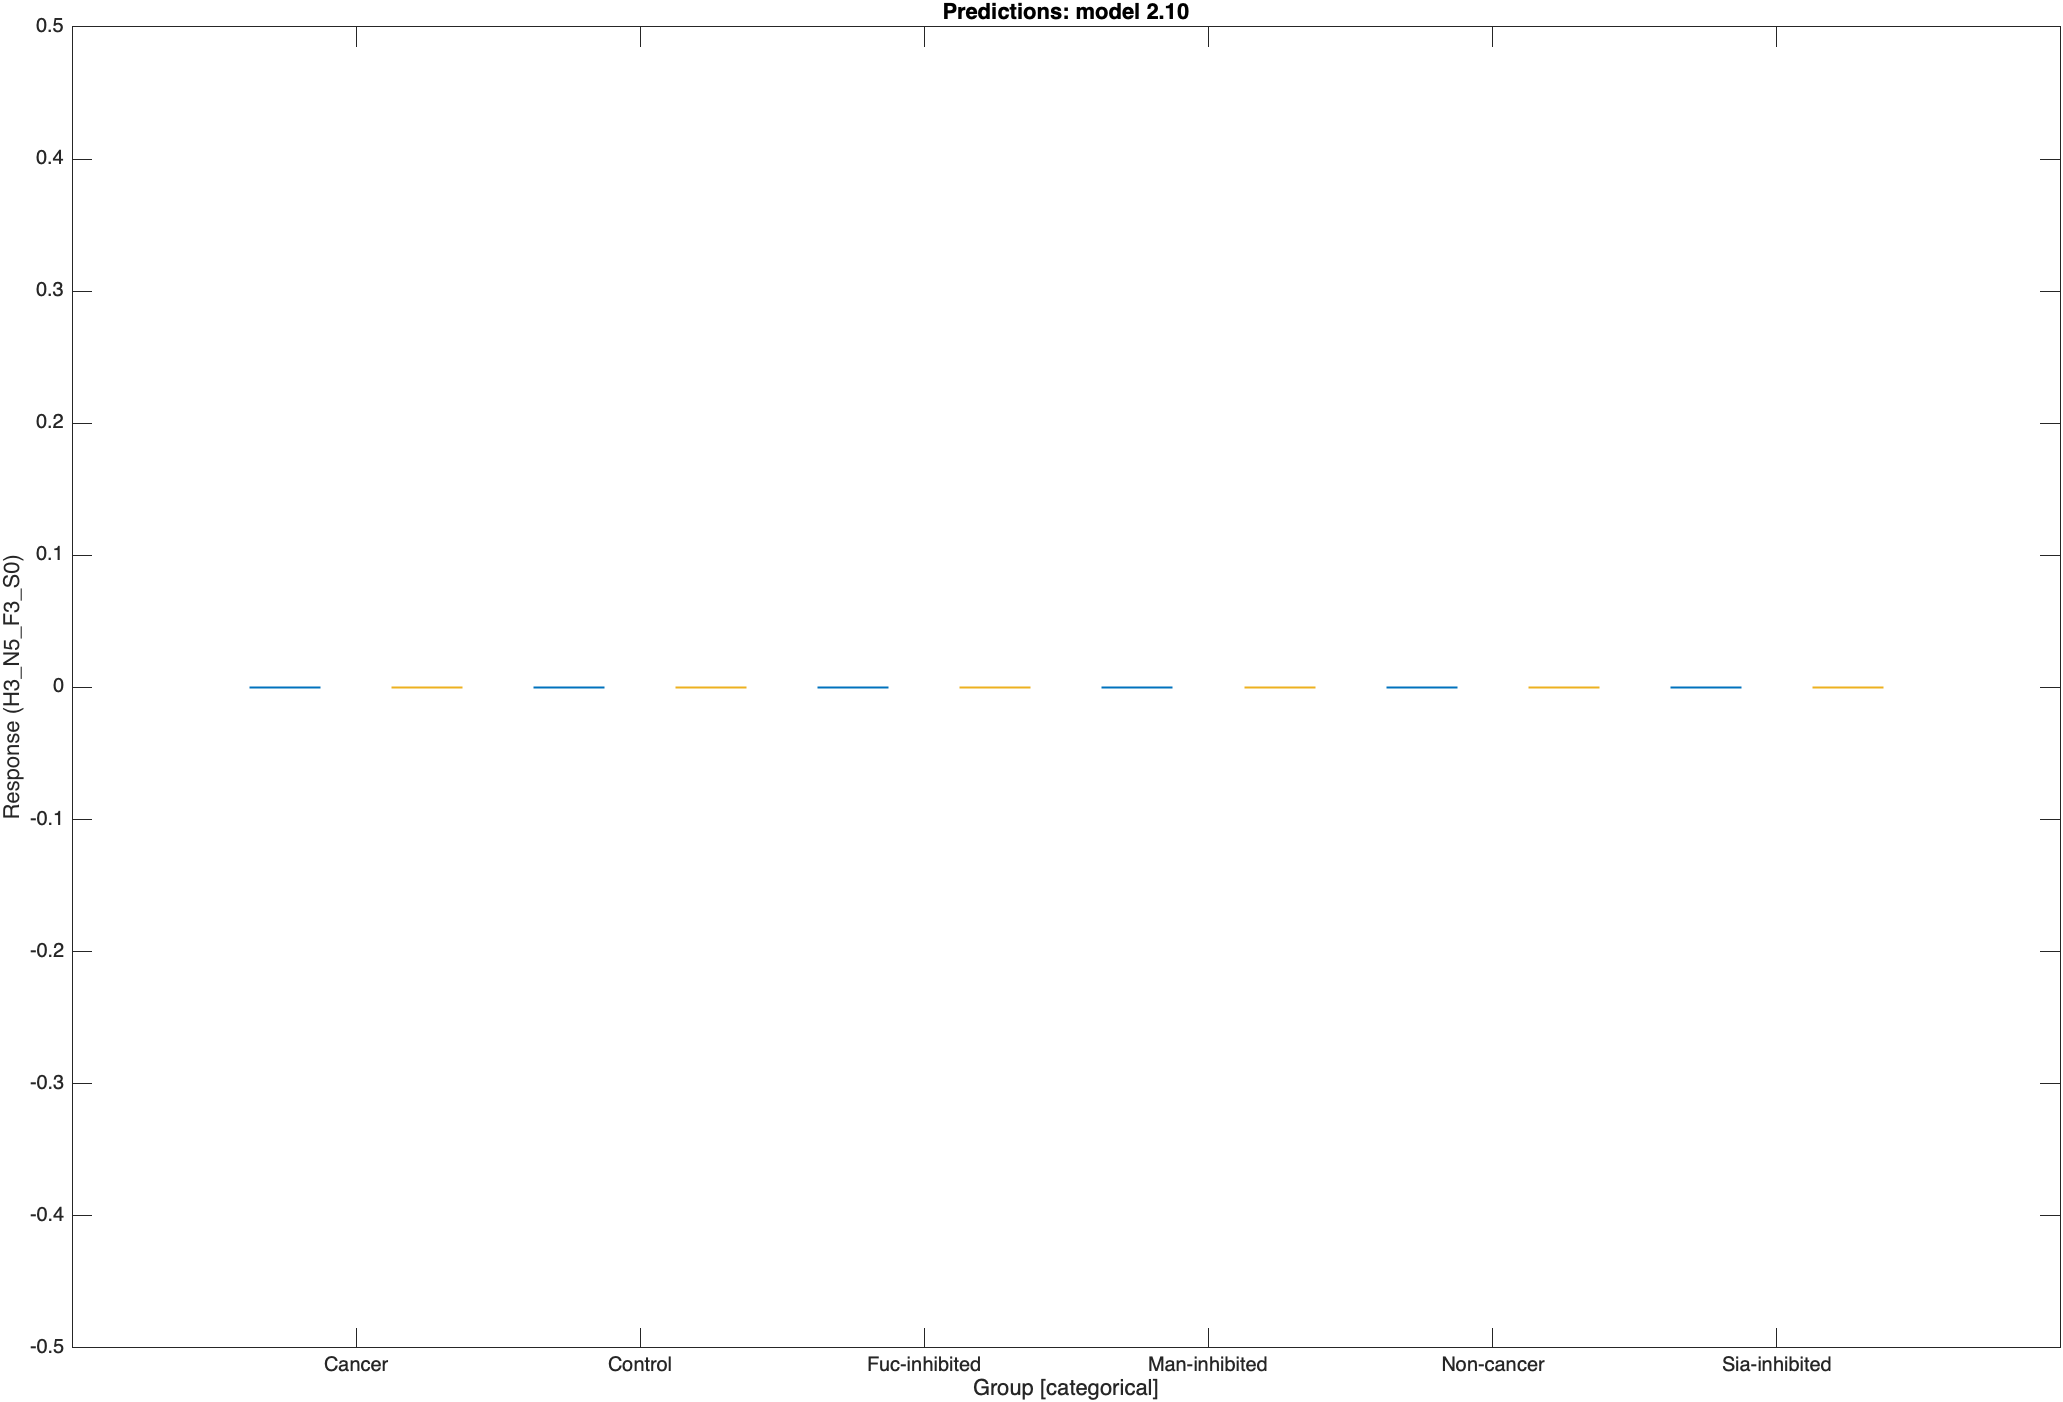 Predictions: model 2.10
0.5
0.4
0.3
0.2
0.1
0
-0.1
-0.2
-0.3
-0.4
-0.5
Response (H3_N5_F3_S0)
Cancer Control Fuc-inhibited Man-inhibited Non-cancer Sia-inhibited
Group [categorical]